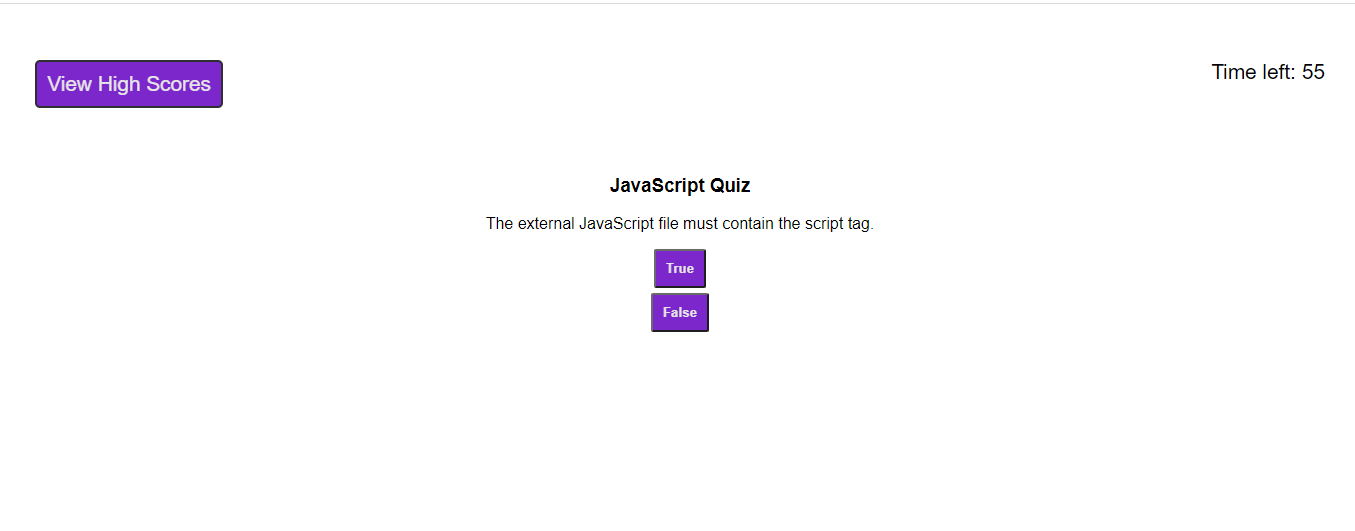 View High Scores
Time left: 55
JavaScript Quiz
The external JavaScript file must contain the script tag.
True
False